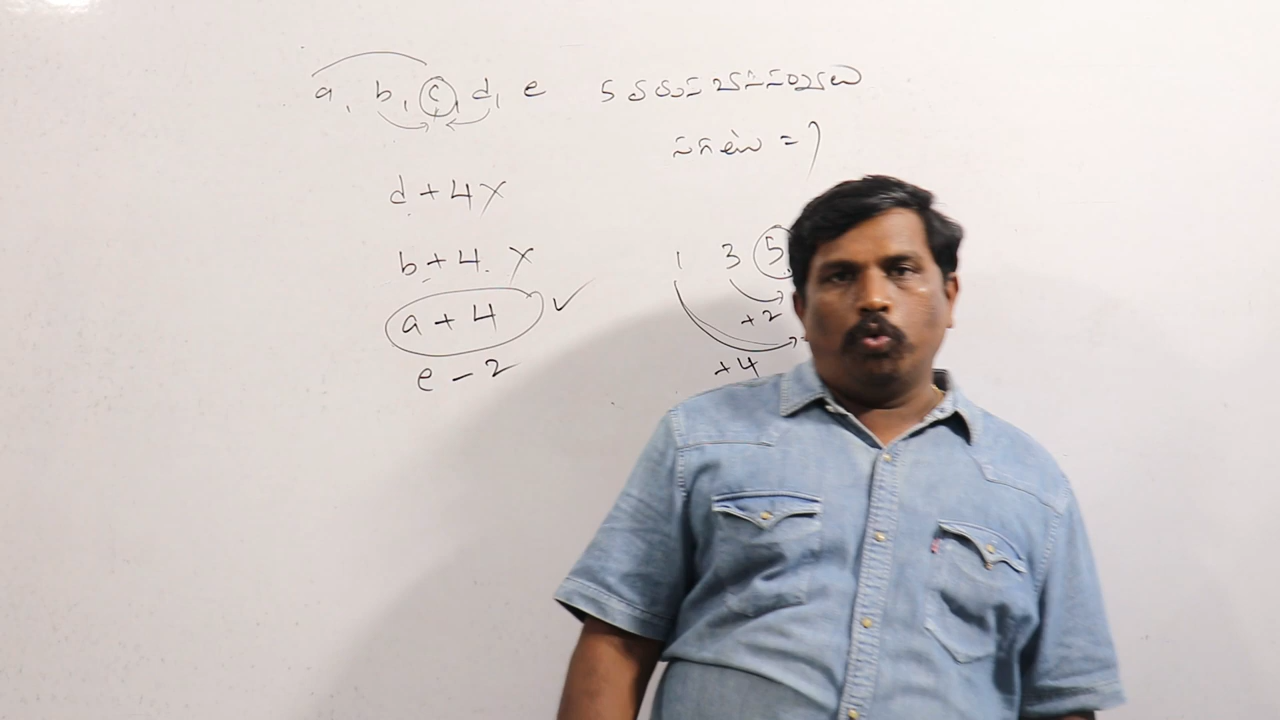 a, b, c, d, e 5 వరుస బేసిసంఖ్యలు
సగటు = ?
d + 4 X
b + 4. X
a + 4 ✓
e - 2
1 3 5
+2
+4